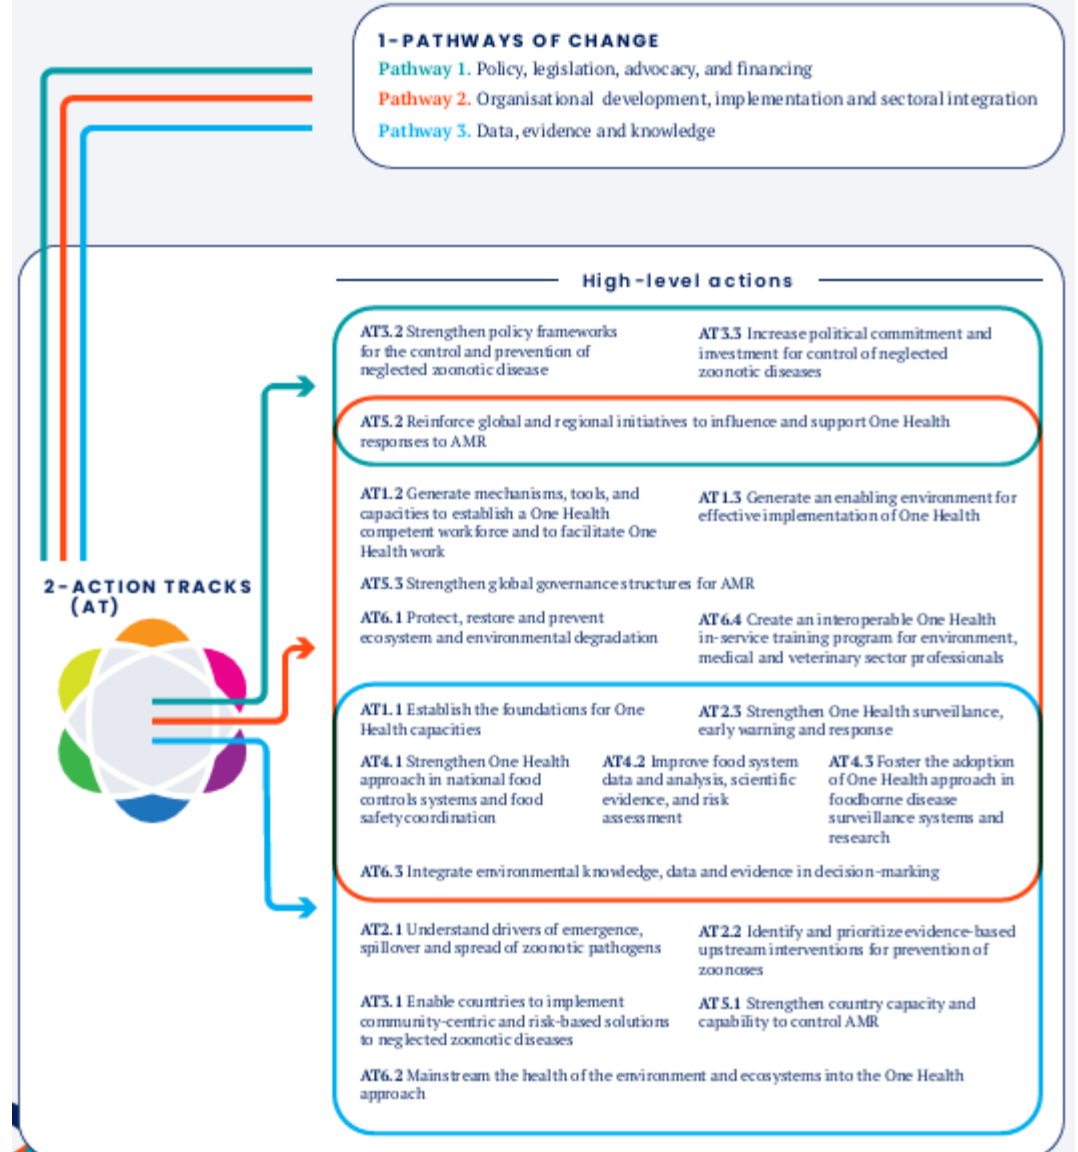 1-PATHWAYS OF CHANGE
Pathway 1. Policy, legislation, advocacy, and financing
Pathway 2. Organisational development, implementation and sectoral integration
Pathway 3. Data, evidence and knowledge
High-level actions
AT3.2 Strengthen policy frameworks
for the control and prevention of
neglected zoonotic disease
AT3.3 Increase political commitment and
investment for control of neglected
zoonotic diseases
AT5.2 Reinforce global and regional initiatives to influence and support One Health
responses to AMR
AT1.2 Generate mechanisms, tools, and
capacities to establish a One Health
competent workforce and to facilitate One
Health work
AT1.3 Generate an enabling environment for
effective implementation of One Health
AT5.3 Strengthen global governance structures for AMR
2-ACTION TRACKS
(AT)
AT6.1 Protect, restore and prevent
ecosystem and environmental degradation
AT6.4 Create an interoperable One Health
in-service training program for environment,
medical and veterinary sector professionals
AT1.1 Establish the foundations for One
Health capacities
AT2.3 Strengthen One Health surveillance,
early warning and response
AT4.1 Strengthen One Health
approach in national food
controls systems and food
safety coordination
AT4.2 Improve food system
data and analysis, scientific
evidence, and risk
assessment
AT4.3 Foster the adoption
of One Health approach in
foodborne disease
surveillance systems and
research
AT6.3 Integrate environmental knowledge, data and evidence in decision-marking
AT2.1 Understand drivers of emergence,
spillover and spread of zoonotic pathogens
AT2.2 Identify and prioritize evidence-based
upstream interventions for prevention of
zoonoses
AT3.1 Enable countries to implement
community-centric and risk-based solutions
to neglected zoonotic diseases
AT5.1 Strengthen country capacity and
capability to control AMR
AT6.2 Mainstream the health of the environment and ecosystems into the One Health
approach